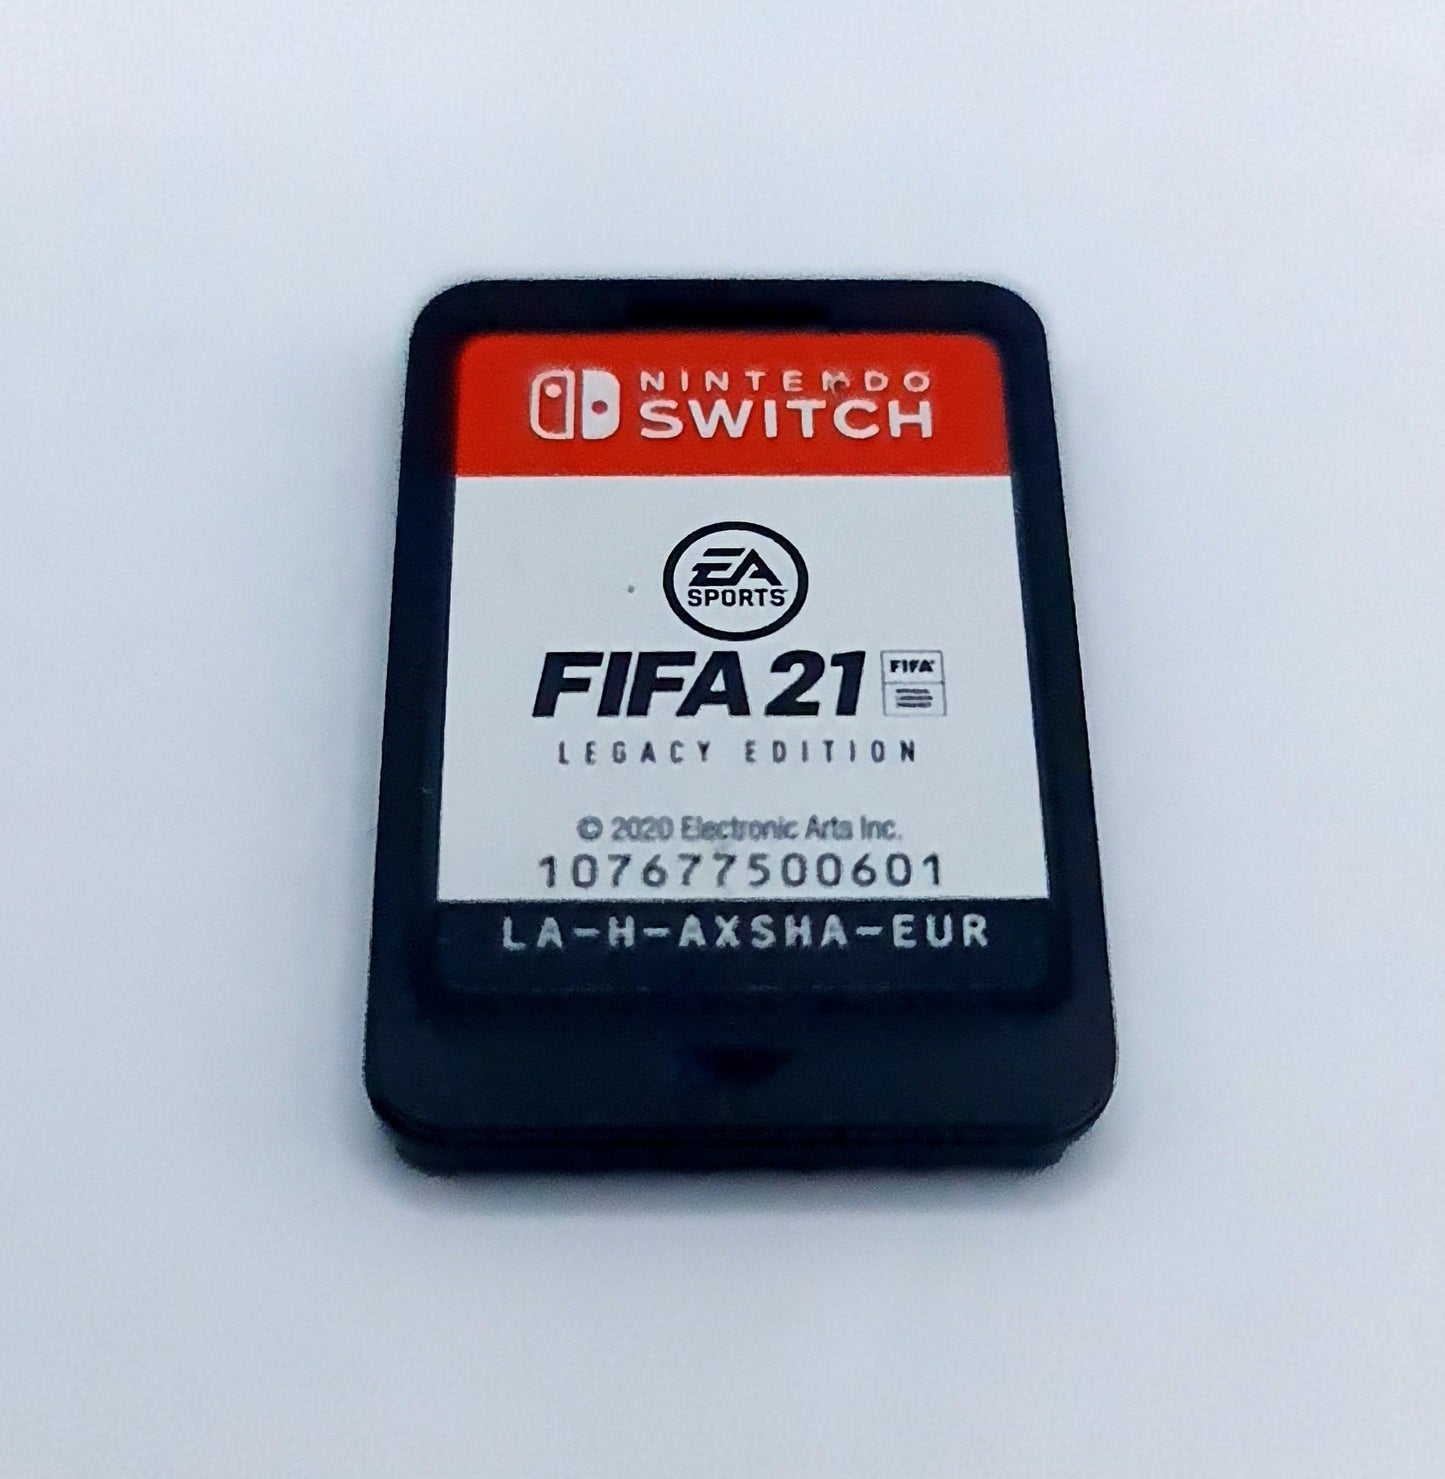 NINTENDO
SWITCH
EA
SPORTS
FIFA 21
FIFA
LEGACY EDITION
© 2020 Electronic Arts Inc.
107677500601
LA-H-AXSHA-EUR